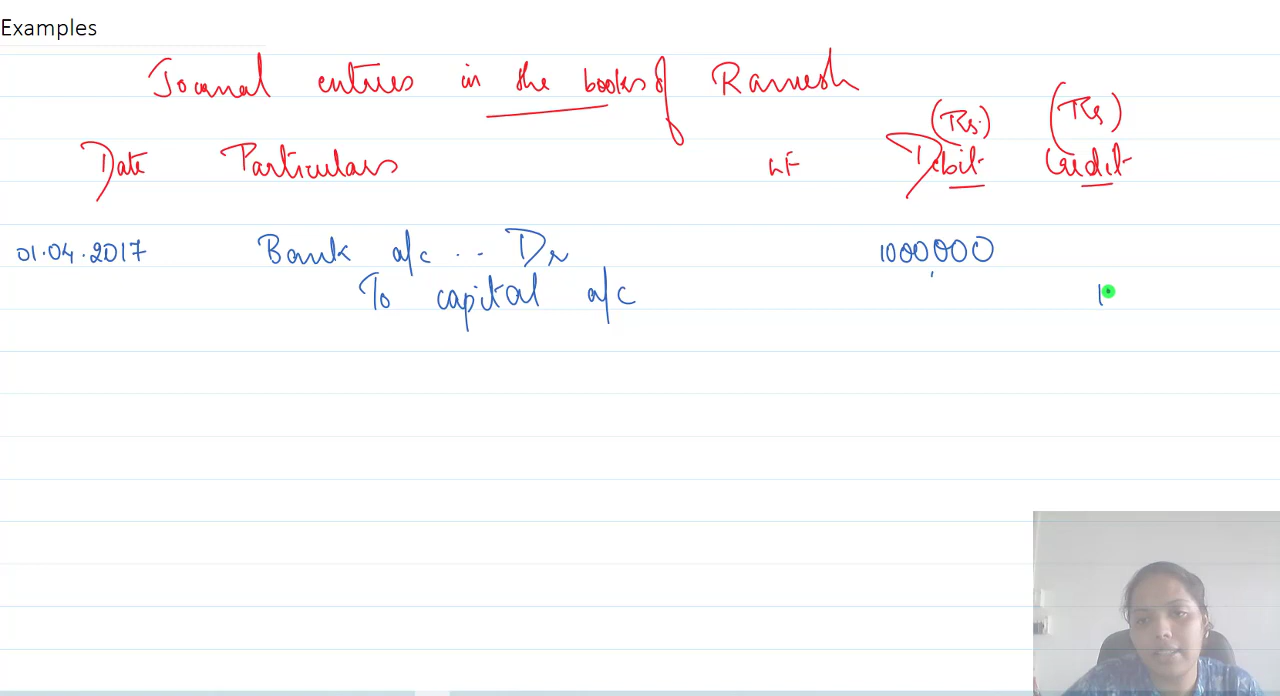 Examples
Journal entries in the books of Ramesh
(Rs.) (Rs)
Date Particulars LF Debit Credit
01.04.2017 Bank a/c ... Dr 1000000
To capital a/c 1